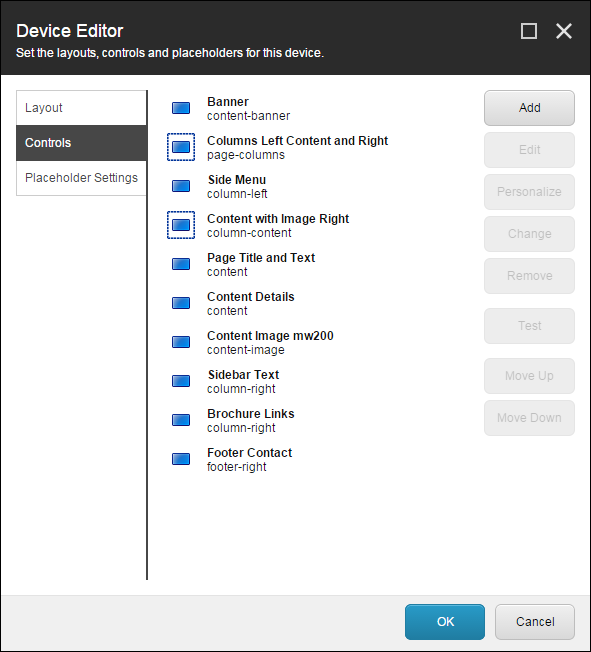 Device Editor
Set the layouts, controls and placeholders for this device.
Layout
Controls
Placeholder Settings
Banner
content-banner
Columns Left Content and Right
page-columns
Side Menu
column-left
Content with Image Right
column-content
Page Title and Text
content
Content Details
content
Content Image mw200
content-image
Sidebar Text
column-right
Brochure Links
column-right
Footer Contact
footer-right
Add
Edit
Personalize
Change
Remove
Test
Move Up
Move Down
OK
Cancel